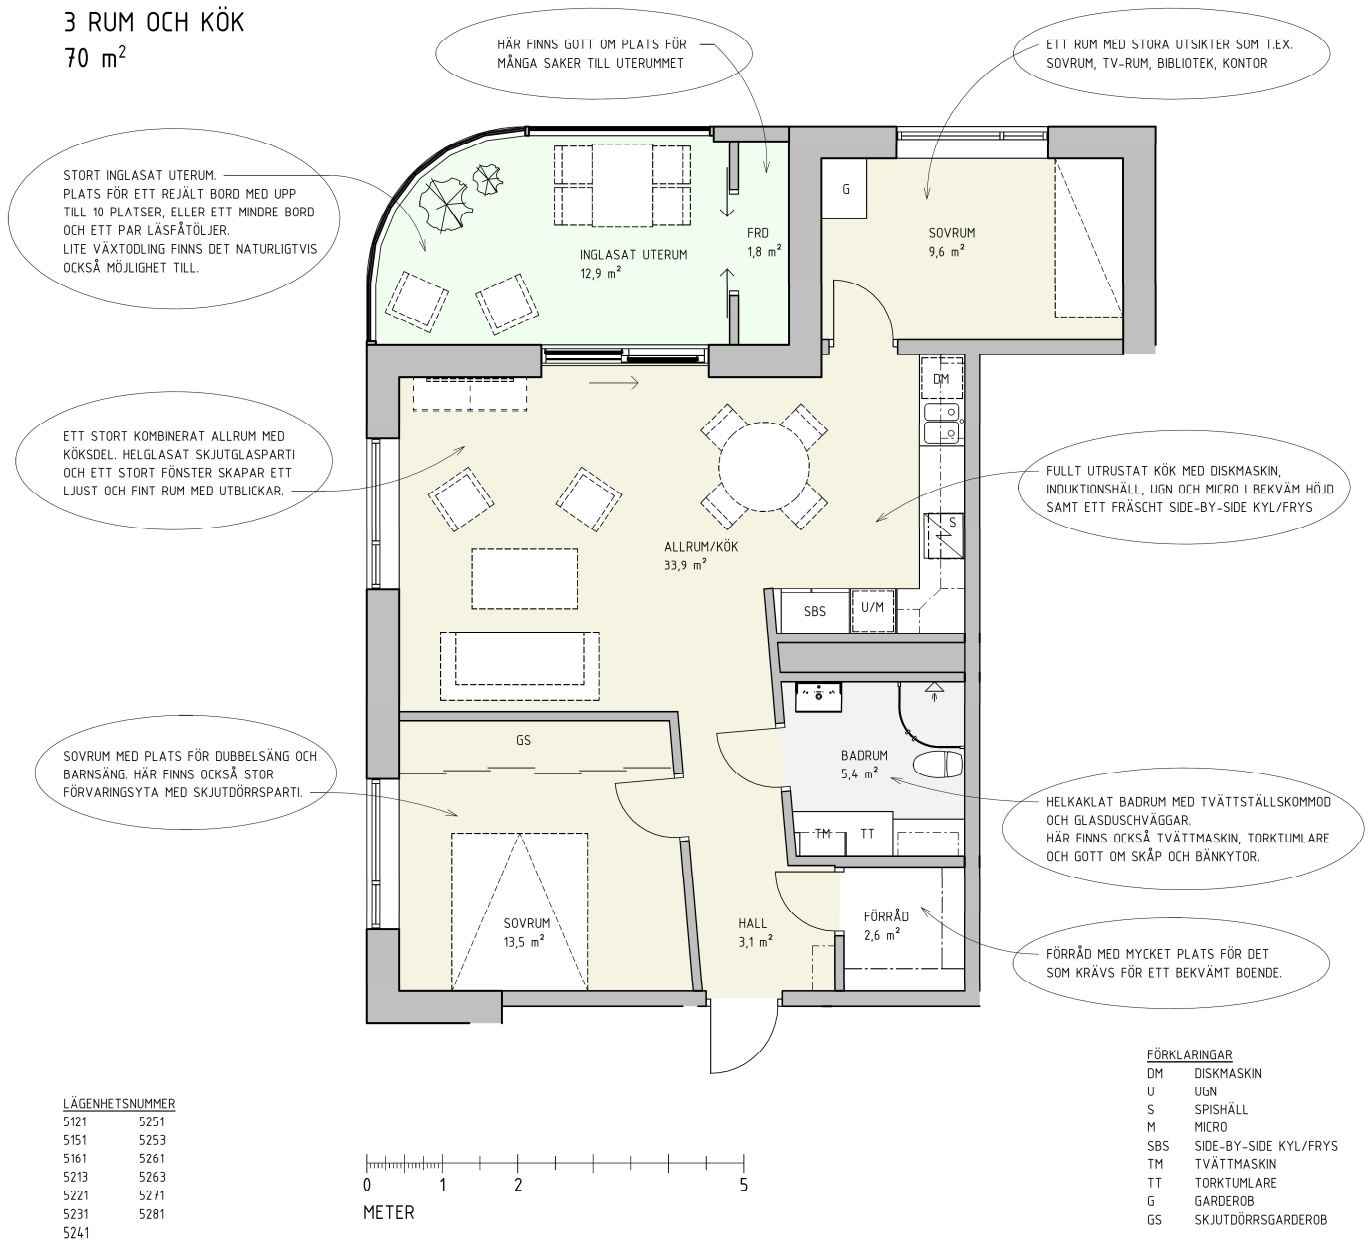 3 RUM OCH KÖK
70 m²
HÄR FINNS GOTT OM PLATS FÖR
MÅNGA SAKER TILL UTERUMMET
ETT RUM MED STORA UTSIKTER SOM T.EX.
SOVRUM, TV-RUM, BIBLIOTEK, KONTOR
STORT INGLASAT UTERUM.
PLATS FÖR ETT REJÄLT BORD MED UPP
TILL 10 PLATSER, ELLER ETT MINDRE BORD
OCH ETT PAR LÄSFÅTÖLJER.
LITE VÄXTODLING FINNS DET NATURLIGTVIS
OCKSÅ MÖJLIGHET TILL.
G
FRD
1,8 m²
SOVRUM
9,6 m²
INGLASAT UTERUM
12,9 m²
DM
ETT STORT KOMBINERAT ALLRUM MED
KÖKSDEL. HELGLASAT SKJUTGLASPARTI
OCH ETT STORT FÖNSTER SKAPAR ETT
LJUST OCH FINT RUM MED UTBLICKAR.
FULLT UTRUSTAT KÖK MED DISKMASKIN,
INDUKTIONSHÄLL, UGN OCH MICRO I BEKVÄM HÖJD
SAMT ETT FRÄSCHT SIDE-BY-SIDE KYL/FRYS
S
ALLRUM/KÖK
33,9 m²
SBS
U/M
SOVRUM MED PLATS FÖR DUBBELSÄNG OCH
BARNSÄNG. HÄR FINNS OCKSÅ STOR
FÖRVARINGSYTA MED SKJUTDÖRRSPARTI.
GS
BADRUM
5,4 m²
HELKAKLAT BADRUM MED TVÄTTSTÄLLSKOMMOD
OCH GLASDUSCHVÄGGAR.
HÄR FINNS OCKSÅ TVÄTTMASKIN, TORKTUMLARE
OCH GOTT OM SKÅP OCH BÄNKYTOR.
TM
TT
SOVRUM
13,5 m²
HALL
3,1 m²
FÖRRÅD
2,6 m²
FÖRRÅD MED MYCKET PLATS FÖR DET
SOM KRÄVS FÖR ETT BEKVÄMT BOENDE.
FÖRKLARINGAR
DM DISKMASKIN
U UGN
S SPISHÄLL
M MICRO
SBS SIDE-BY-SIDE KYL/FRYS
TM TVÄTTMASKIN
TT TORKTUMLARE
G GARDEROB
GS SKJUTDÖRRSGARDEROB
LÄGENHETSNUMMER
5121 5251
5151 5253
5161 5261
5213 5263
5221 5271
5231 5281
5241
0 1 2 5
METER